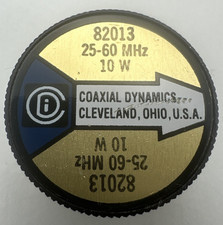 82013
25-60 MHz
10 W
COAXIAL DYNAMICS
CLEVELAND, OHIO, U.S.A.
82013
25-60 MHz
10 W